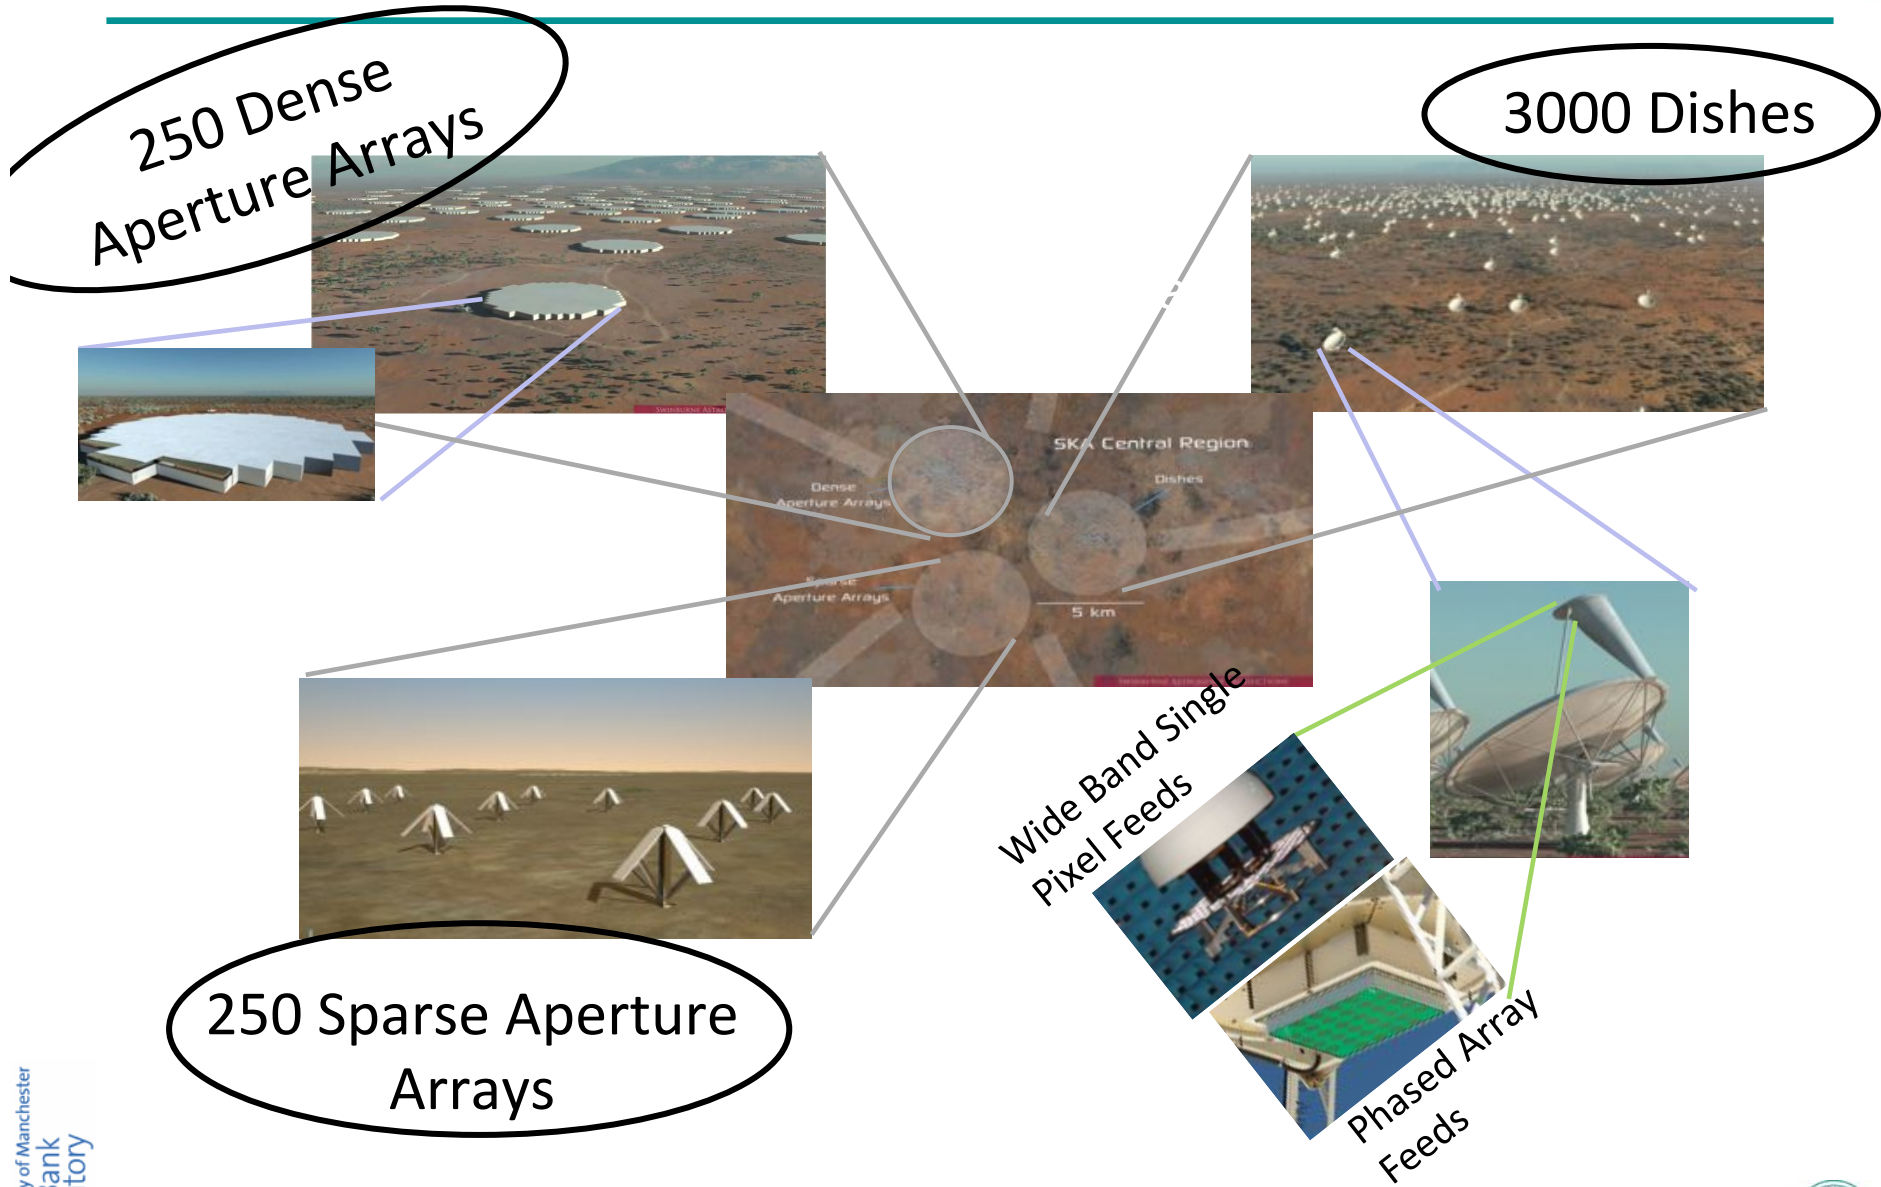 250 Dense
Aperture Arrays
3000 Dishes
SKA Central Region
Dense
Aperture Arrays
Dishes
Sparse
Aperture Arrays
5 km
Wide Band Single
Pixel Feeds
250 Sparse Aperture
Arrays
Phased Array
Feeds
y of Manchester
Bank
tory